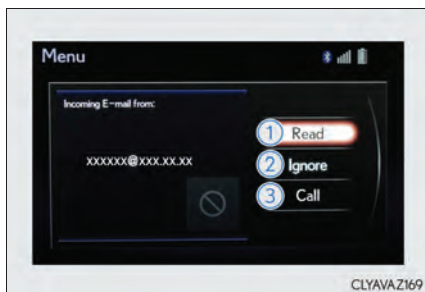 Menu
Incoming E-mail from:
xxxxxx@xxx.xx.xx
1 Read
2 Ignore
3 Call
CLYAVAZ169